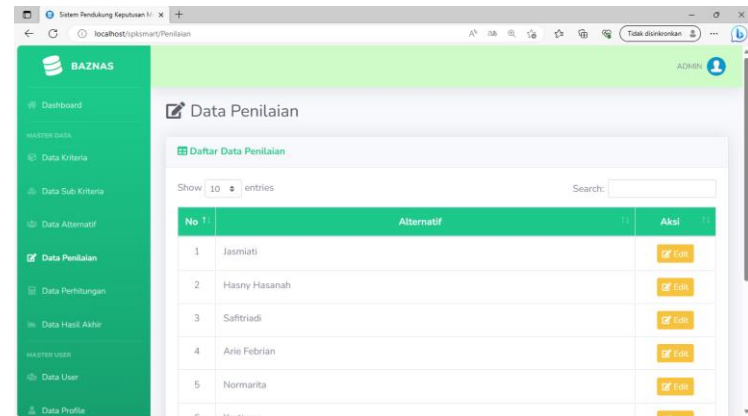 Sistem Pendukung Keputusan M
localhost/spksmart/Penilaian
Tidak disinkronkan
BAZNAS
ADMIN
Dashboard
Data Penilaian
MASTER DATA
Data Kriteria
Daftar Data Penilaian
Data Sub Kriteria
Show 10 entries
Search:
Data Alternatif
No
Alternatif
Aksi
Data Penilaian
1 Jasmiati Edit
Data Perhitungan
2 Hasny Hasanah Edit
Data Hasil Akhir
3 Safitriadi Edit
MASTER USER
4 Arie Febrian Edit
Data User
5 Normarita Edit
Data Profile